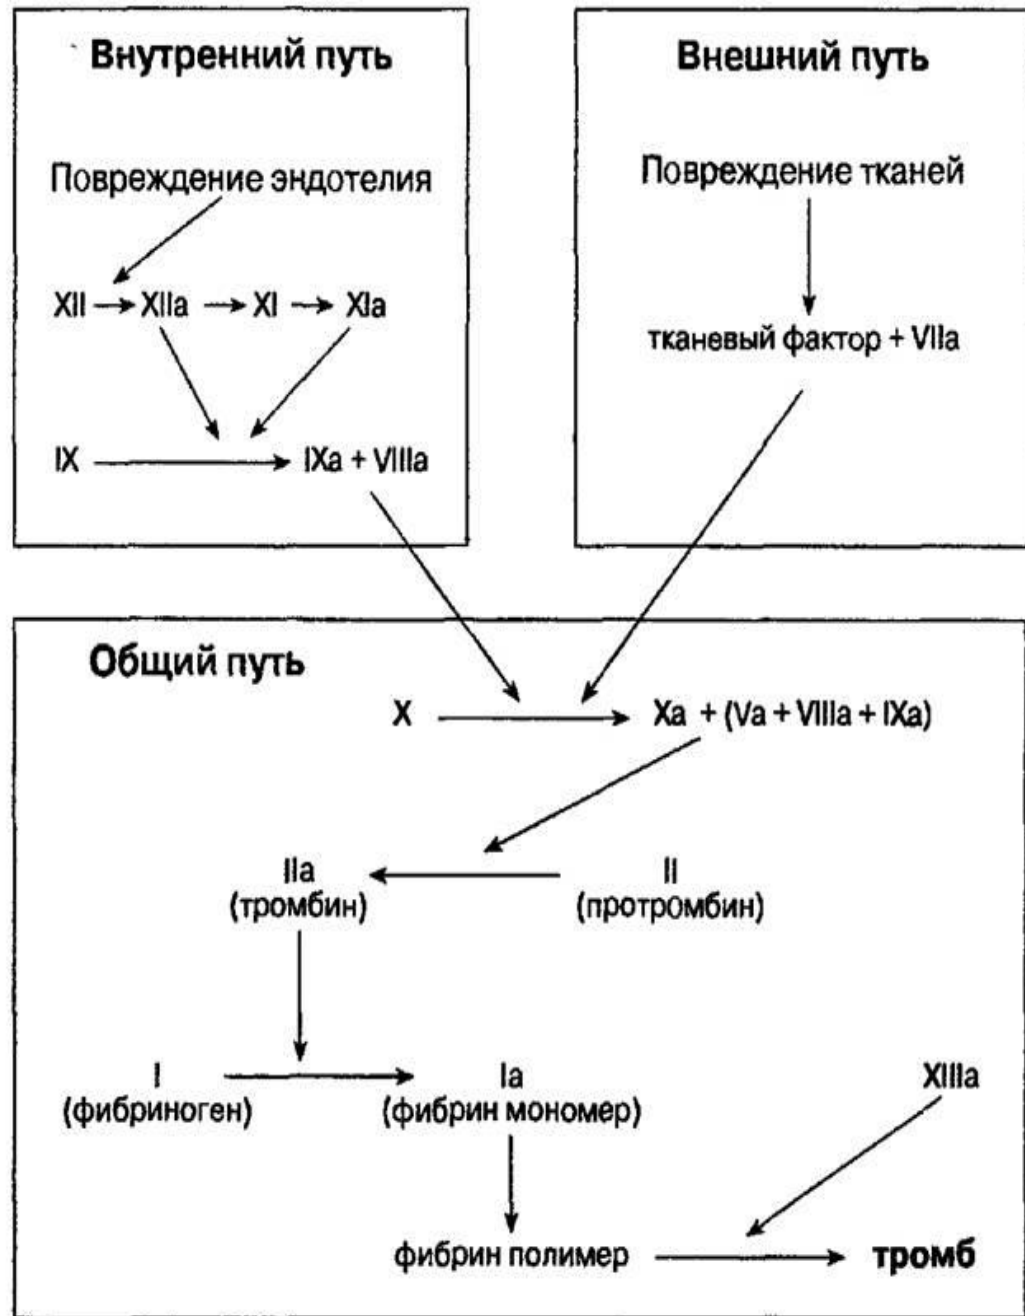 Внутренний путь
Повреждение эндотелия
XII → XIIa → XI → XIa
IX → IXa + VIIIa
Внешний путь
Повреждение тканей
тканевый фактор + VIIa
Общий путь
X → Xa + (Va + VIIIa + IXa)
IIa
(тромбин)
II
(протромбин)
I
(фибриноген)
Ia
(фибрин мономер)
XIIIa
фибрин полимер → тромб